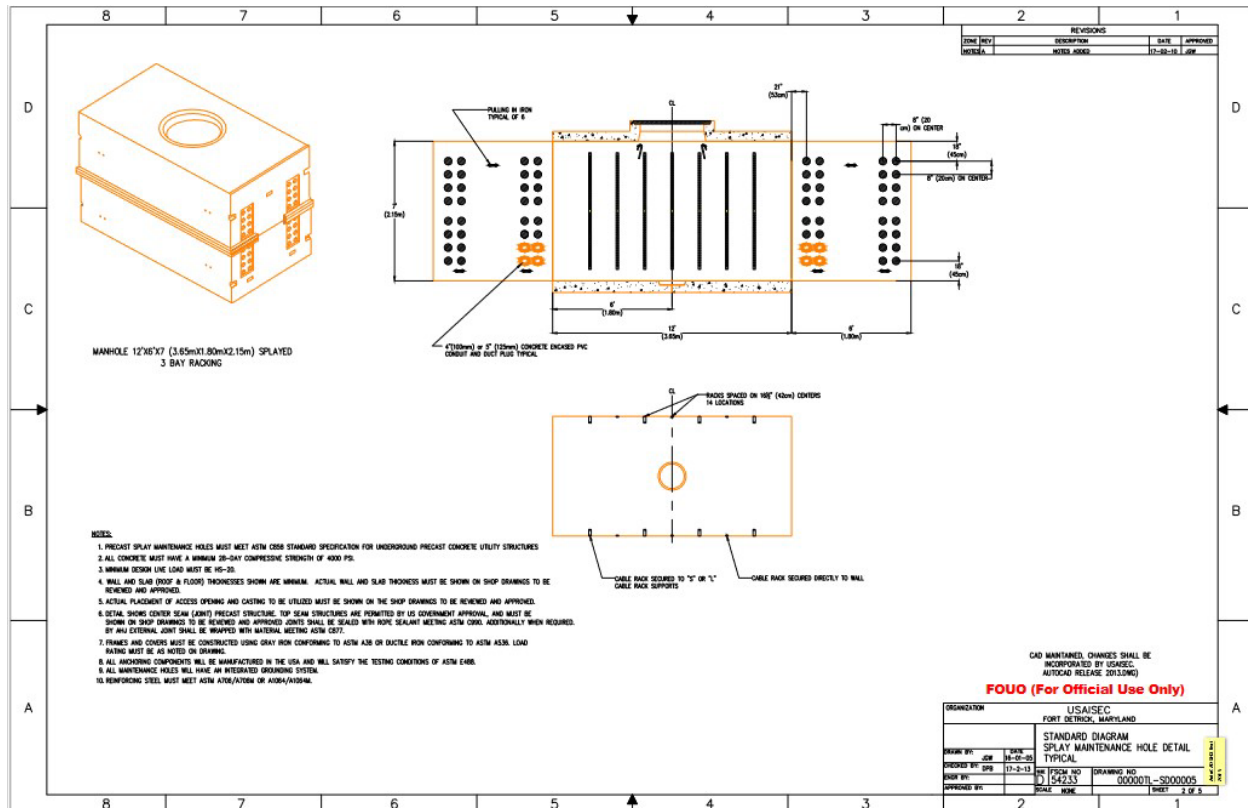 8 7 6 5 4 3 2 1
REVISIONS
ZONE REV DESCRIPTION DATE APPROVED
NOTES A NOTES ADDED 17-02-10 JGW
D D
21"
(53cm)
CL
PULLING IN IRON
TYPICAL OF 6
8" (20
cm) ON CENTER
18"
(45cm)
8" (20cm) ON CENTER
7'
(2.15m)
18"
(45cm)
C C
6'
(1.80m)
12'
(3.65m)
6'
(1.80m)
4"(100mm) or 5" (125mm) CONCRETE ENCASED PVC
CONDUIT AND DUCT PLUG TYPICAL
MANHOLE 12'X6'X7 (3.65mX1.80mX2.15m) SPLAYED
3 BAY RACKING
CL
RACKS SPACED ON 16½" (42cm) CENTERS
14 LOCATIONS
B B
CABLE RACK SECURED TO "S" OR "L"
CABLE RACK SUPPORTS
CABLE RACK SECURED DIRECTLY TO WALL
NOTES:
1. PRECAST SPLAY MAINTENANCE HOLES MUST MEET ASTM C858 STANDARD SPECIFICATION FOR UNDERGROUND PRECAST CONCRETE UTILITY STRUCTURES
2. ALL CONCRETE MUST HAVE A MINIMUM 28-DAY COMPRESSIVE STRENGTH OF 4000 PSI.
3. MINIMUM DESIGN LIVE LOAD MUST BE HS-20.
4. WALL AND SLAB (ROOF & FLOOR) THICKNESSES SHOWN ARE MINIMUM. ACTUAL WALL AND SLAB THICKNESS MUST BE SHOWN ON SHOP DRAWINGS TO BE
REVIEWED AND APPROVED.
5. ACTUAL PLACEMENT OF ACCESS OPENING AND CASTING TO BE UTILIZED MUST BE SHOWN ON THE SHOP DRAWINGS TO BE REVIEWED AND APPROVED.
6. DETAIL SHOWS CENTER SEAM (JOINT) PRECAST STRUCTURE. TOP SEAM STRUCTURES ARE PERMITTED BY US GOVERNMENT APPROVAL, AND MUST BE
SHOWN ON SHOP DRAWINGS TO BE REVIEWED AND APPROVED JOINTS SHALL BE SEALED WITH ROPE SEALANT MEETING ASTM C990. ADDITIONALLY WHEN REQUIRED.
BY AHJ EXTERNAL JOINT SHALL BE WRAPPED WITH MATERIAL MEETING ASTM C877.
7. FRAMES AND COVERS MUST BE CONSTRUCTED USING GRAY IRON CONFORMING TO ASTM A38 OR DUCTILE IRON CONFORMING TO ASTM A536. LOAD
RATING MUST BE AS NOTED ON DRAWING.
8. ALL ANCHORING COMPONENTS WILL BE MANUFACTURED IN THE USA AND WILL SATISFY THE TESTING CONDITIONS OF ASTM E488.
9. ALL MAINTENANCE HOLES WILL HAVE AN INTEGRATED GROUNDING SYSTEM.
10. REINFORCING STEEL MUST MEET ASTM A706/A706M OR A1064/A1064M.
CAD MAINTAINED, CHANGES SHALL BE
INCORPORATED BY USAISEC.
AUTOCAD RELEASE 2013.DWG)
FOUO (For Official Use Only)
A A
ORGANIZATION USAISEC
FORT DETRICK, MARYLAND
STANDARD DIAGRAM
SPLAY MAINTENANCE HOLE DETAIL
TYPICAL
DRAWN BY: JGW DATE 16-01-05
CHECKED BY: DPB 17-2-13
ENGR BY:
APPROVED BY:
SIZE D FSCM NO 54233 DRAWING NO 00000TL-SD00005
SCALE NONE SHEET 2 OF 5
8 7 6 5 4 3 2 1